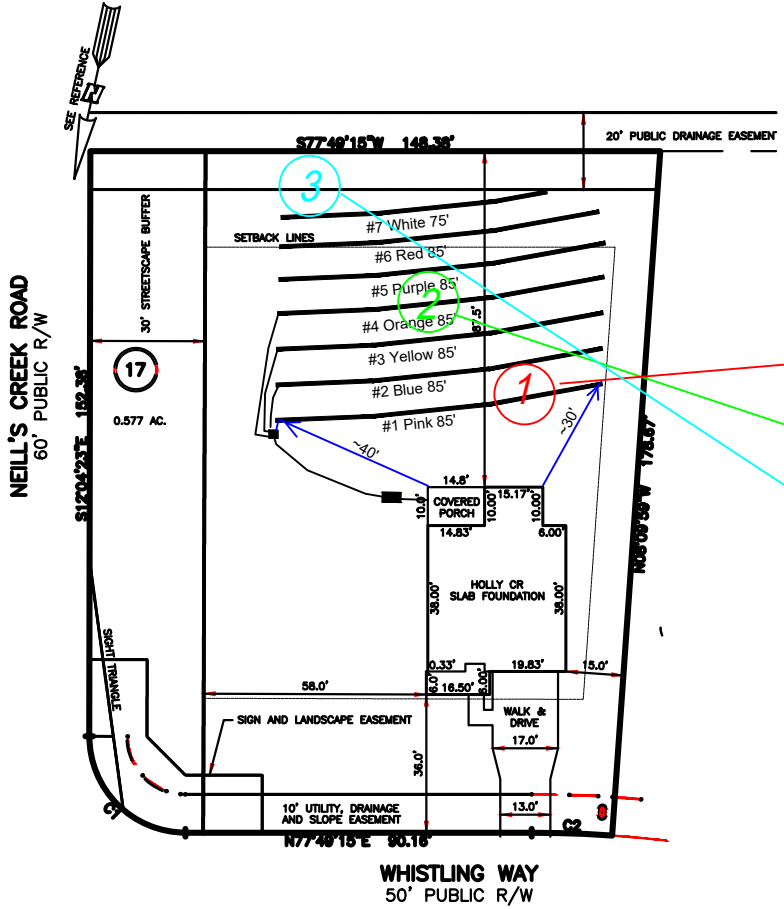 SEE REFERENCE
N
20' PUBLIC DRAINAGE EASEMENT
S77°49'15"W 148.38'
3
#7 White 75'
SETBACK LINES
#6 Red 85'
#5 Purple 85'
2
87.5'
#4 Orange 85'
#3 Yellow 85'
#2 Blue 85'
1
#1 Pink 85'
30' STREETSCAPE BUFFER
NEILL'S CREEK ROAD
60' PUBLIC R/W
S12°04'23"E 152.38'
17
0.577 AC.
~40'
~30'
N08°09'59"W 178.67'
14.8'
15.17'
10.0'
COVERED
PORCH
10.00'
10.00'
14.83'
6.00'
HOLLY CR
SLAB FOUNDATION
38.00'
38.00'
0.33'
19.83'
6.0'
16.50'
6.00'
15.0'
58.0'
SIGHT TRIANGLE
SIGN AND LANDSCAPE EASEMENT
WALK &
DRIVE
17.0'
36.0'
13.0'
10' UTILITY, DRAINAGE
AND SLOPE EASEMENT
C1
C2
N77°49'15"E 90.16'
WHISTLING WAY
50' PUBLIC R/W